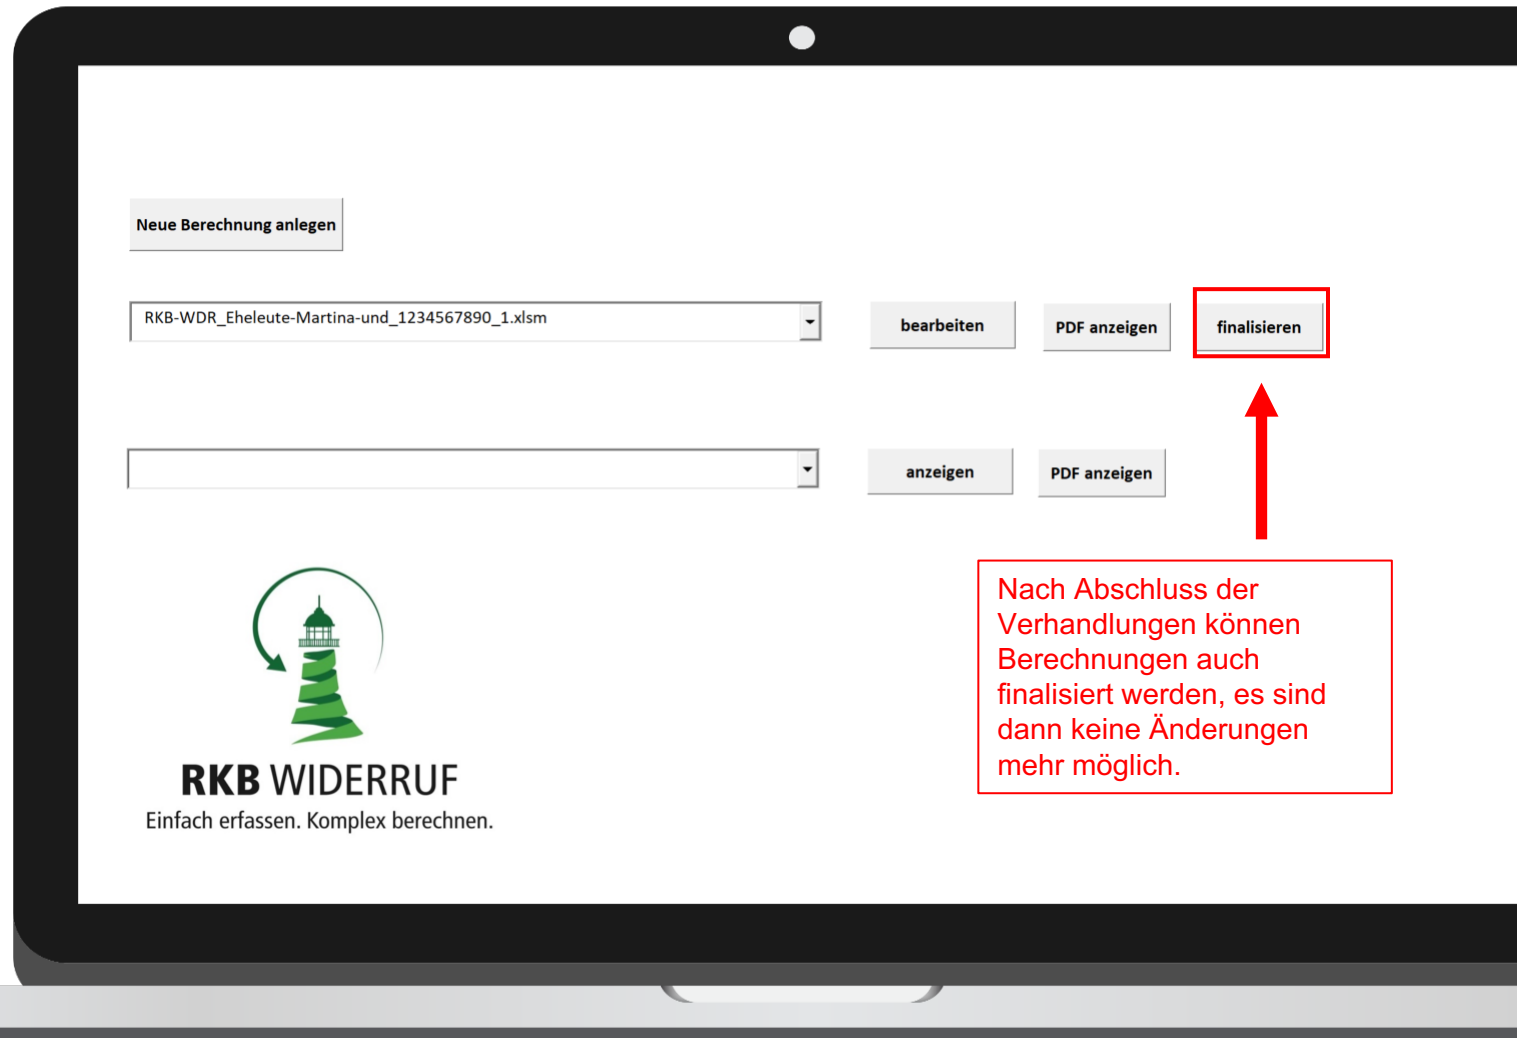 Neue Berechnung anlegen
RKB-WDR_Eheleute-Martina-und_1234567890_1.xlsm
bearbeiten
PDF anzeigen
finalisieren
anzeigen
PDF anzeigen
Nach Abschluss der
Verhandlungen können
Berechnungen auch
finalisiert werden, es sind
dann keine Änderungen
mehr möglich.
RKB WIDERRUF
Einfach erfassen. Komplex berechnen.